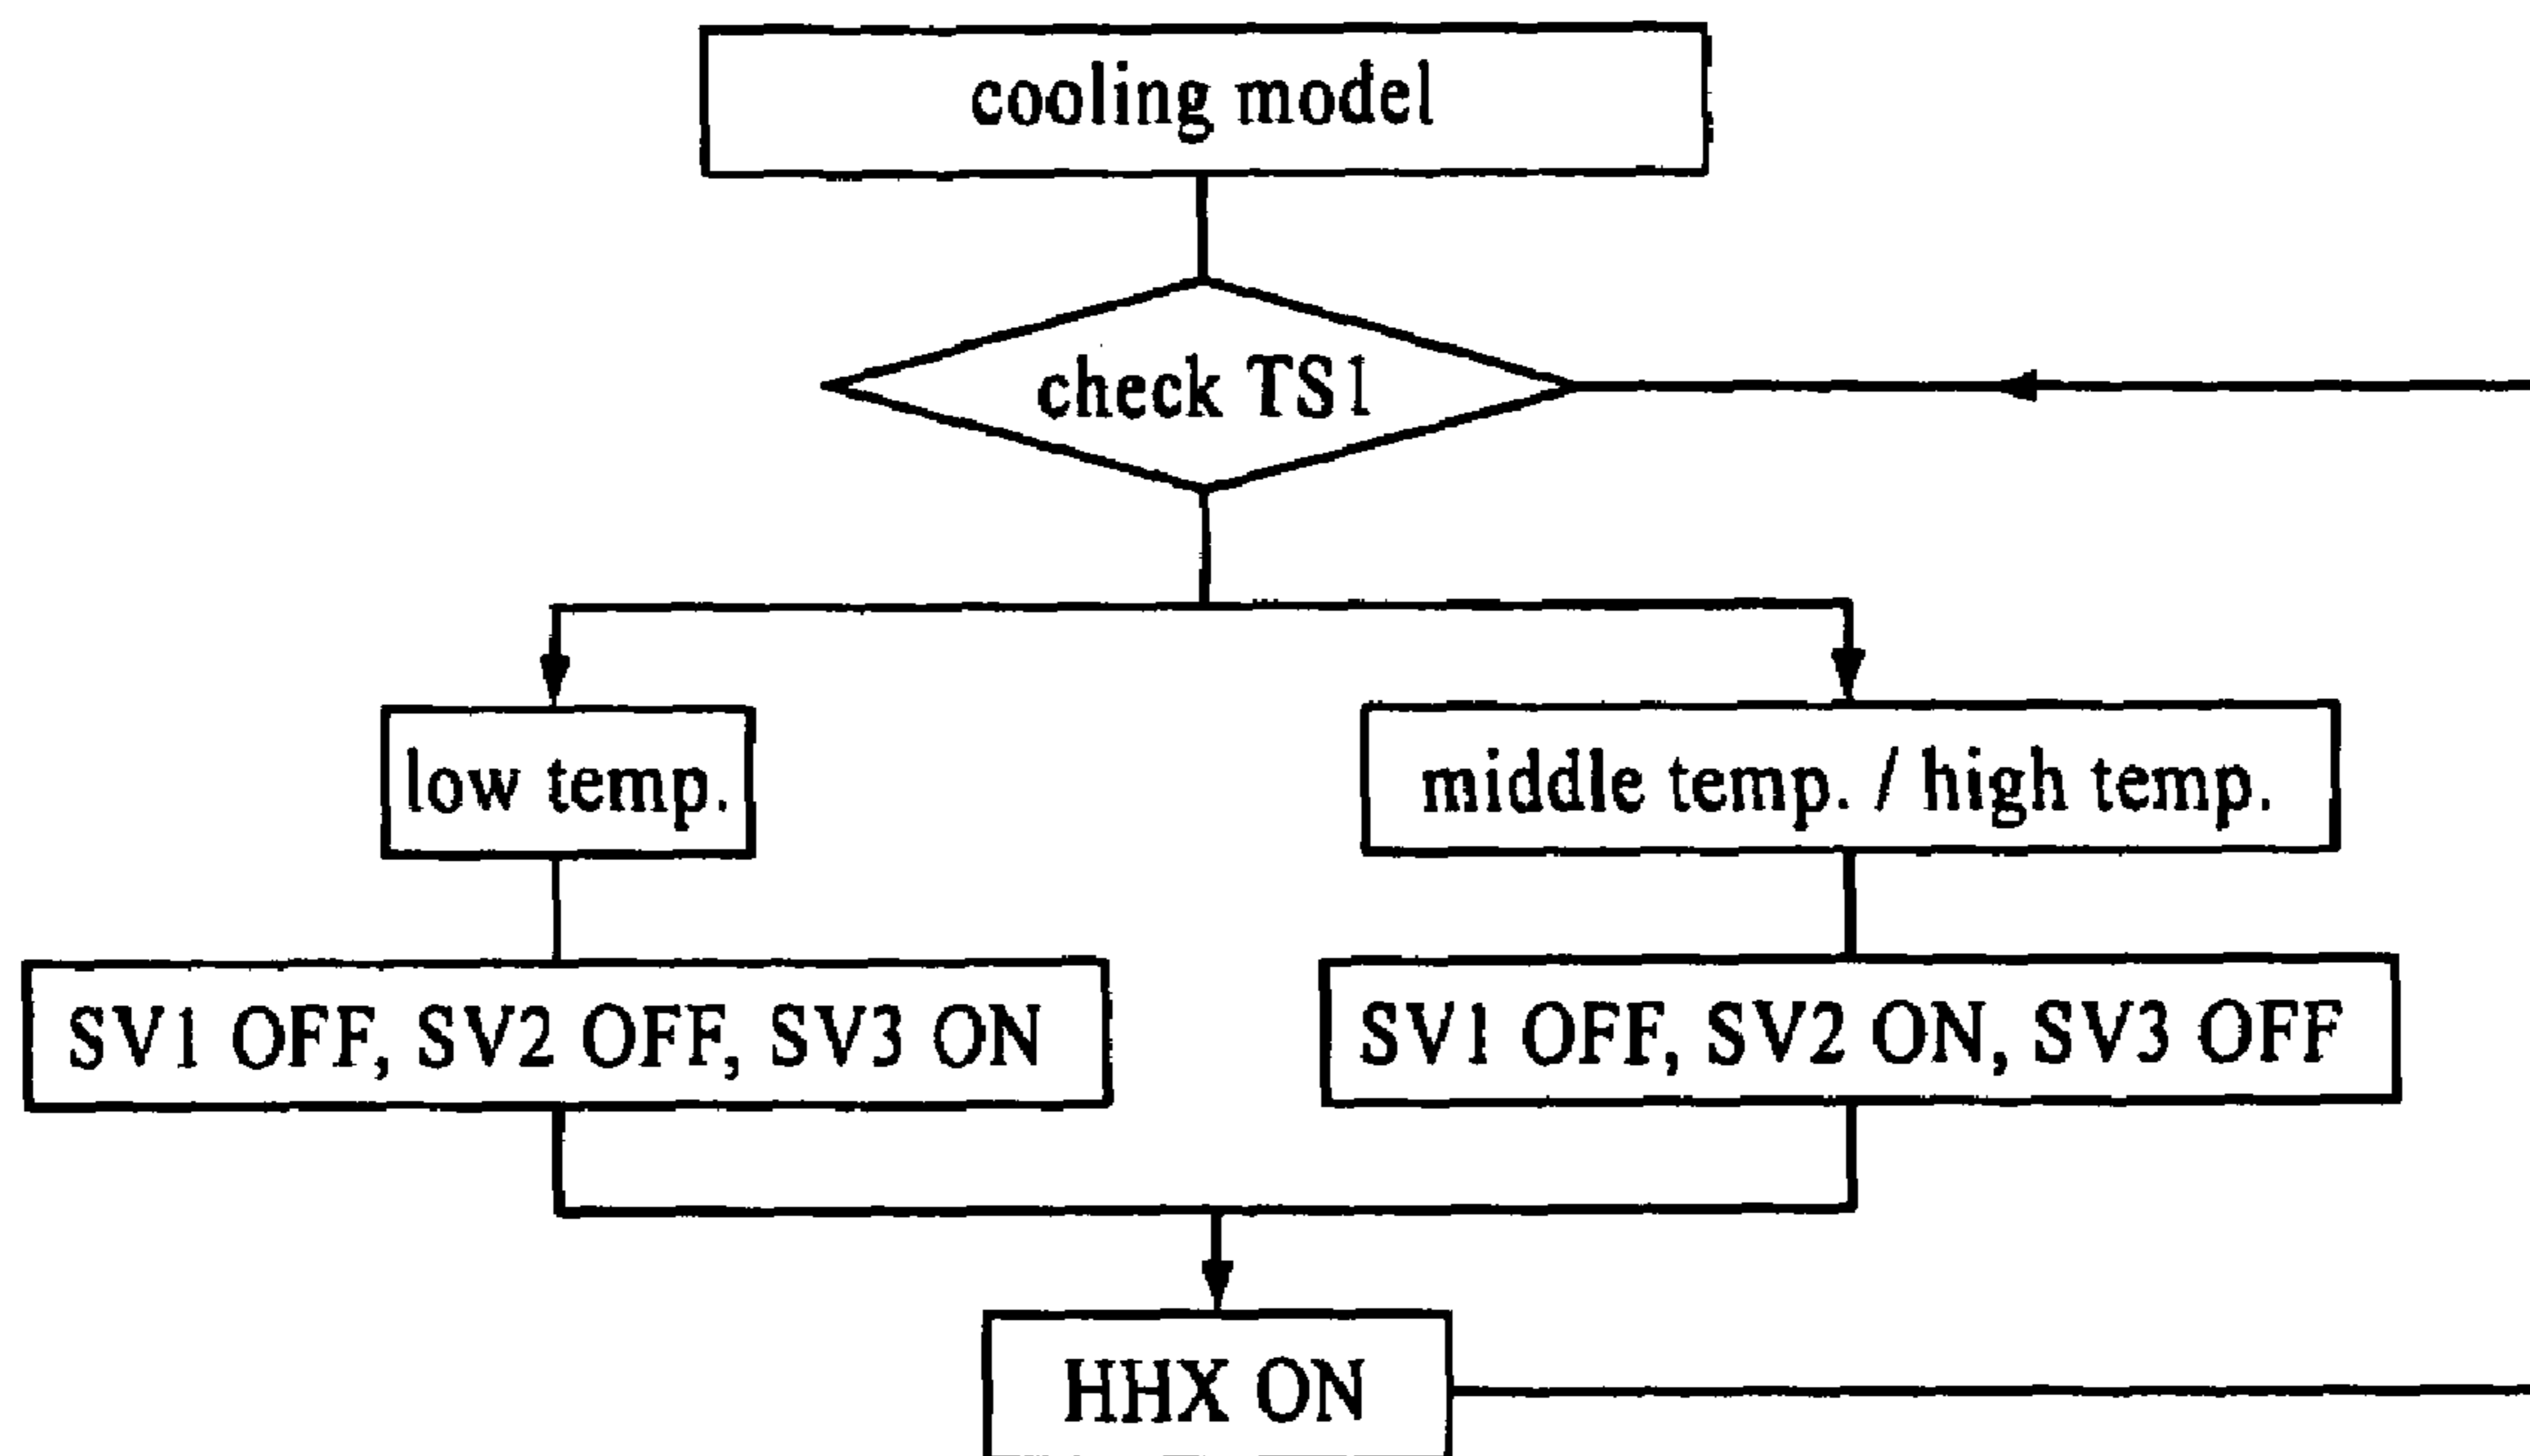 cooling model
check TS1
low temp.
middle temp. / high temp.
SV1 OFF, SV2 OFF, SV3 ON
SV1 OFF, SV2 ON, SV3 OFF
HHX ON